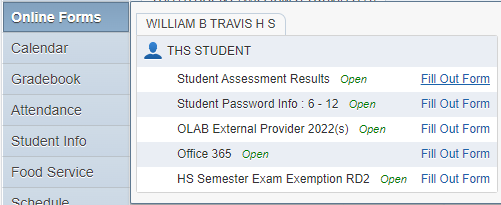 Online Forms
Calendar
Gradebook
Attendance
Student Info
Food Service
Schedule
WILLIAM B TRAVIS H S
THS STUDENT
Student Assessment Results Open Fill Out Form
Student Password Info : 6 - 12 Open Fill Out Form
OLAB External Provider 2022(s) Open Fill Out Form
Office 365 Open Fill Out Form
HS Semester Exam Exemption RD2 Open Fill Out Form